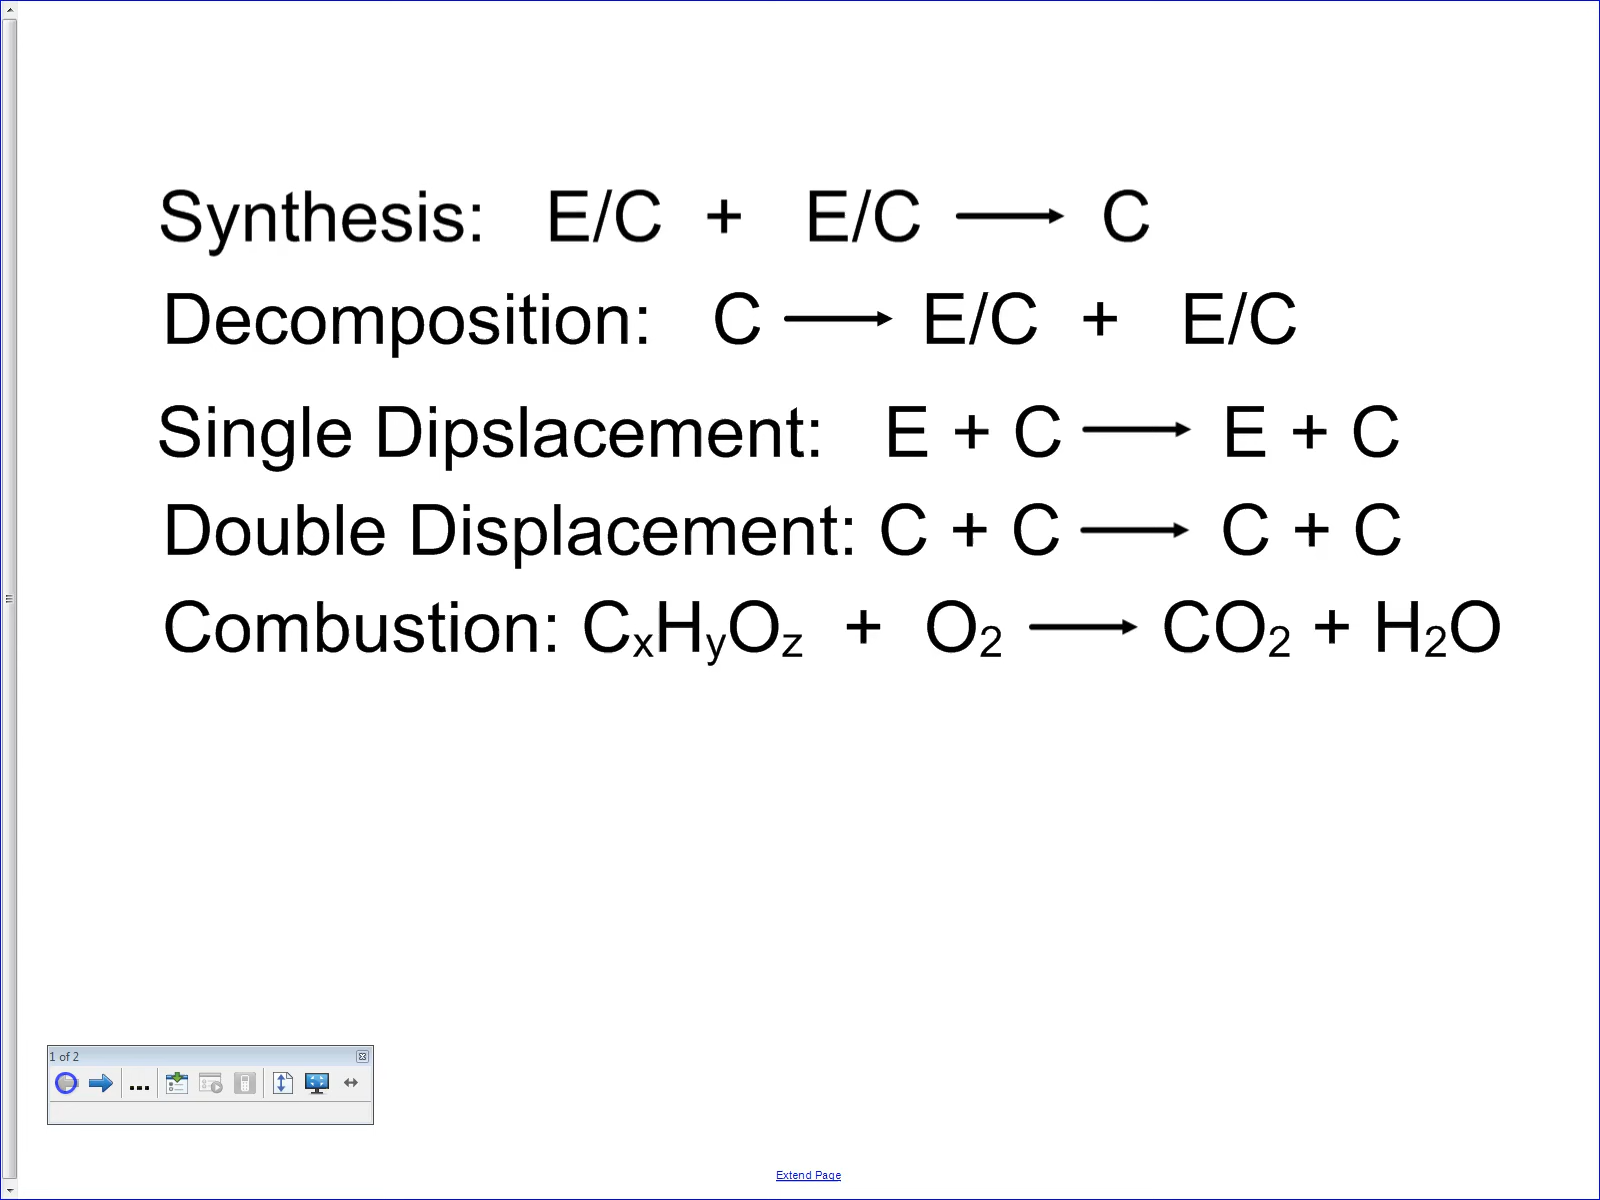 Synthesis: E/C + E/C ⟶ C
Decomposition: C ⟶ E/C + E/C
Single Dipslacement: E + C ⟶ E + C
Double Displacement: C + C ⟶ C + C
Combustion: CₓHᵧO_z + O₂ ⟶ CO₂ + H₂O
1 of 2
...
Extend Page